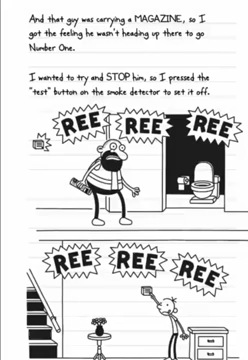 And that guy was carrying a MAGAZINE, so I
got the feeling he wasn't heading up there to go
Number One.
I wanted to try and STOP him, so I pressed the
"test" button on the smoke detector to set it off.
REE REE REE
REE REE REE